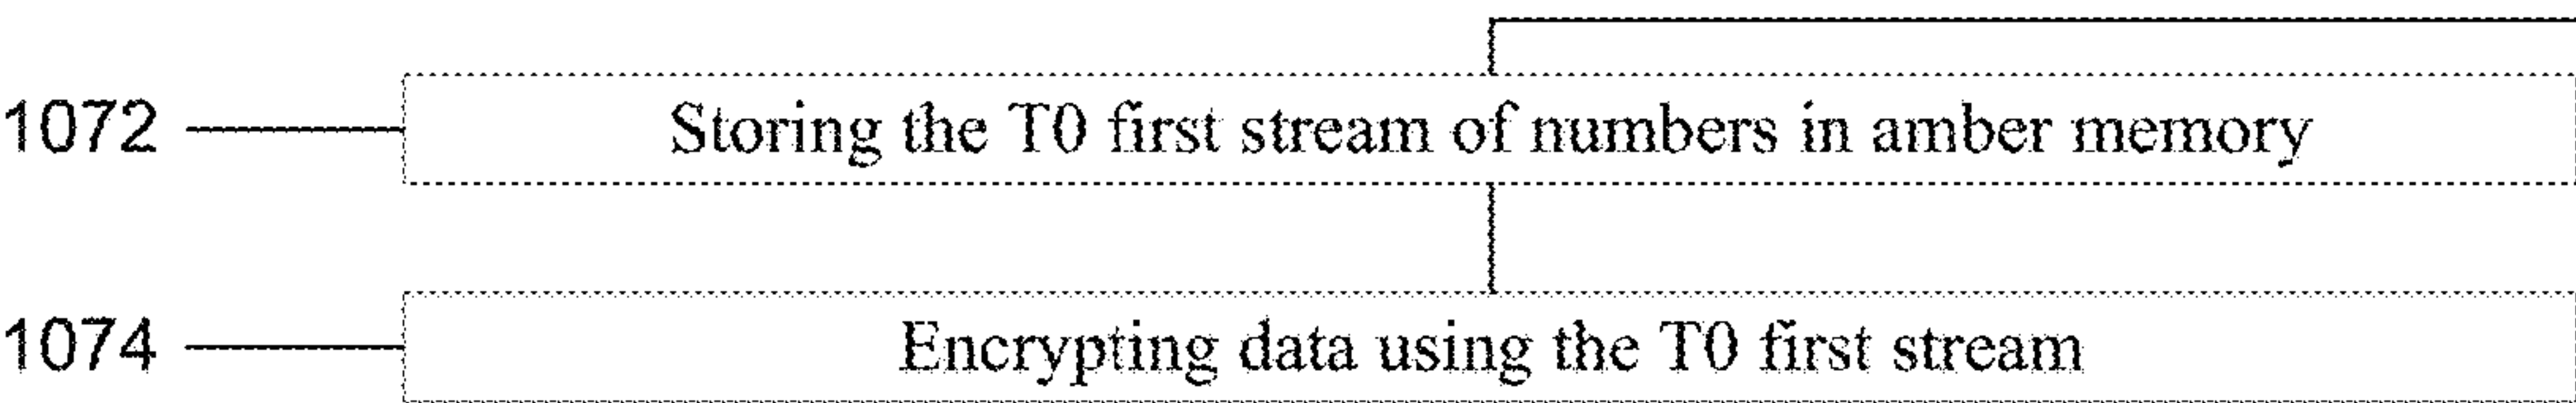 1072 Storing the T0 first stream of numbers in amber memory
1074 Encrypting data using the T0 first stream